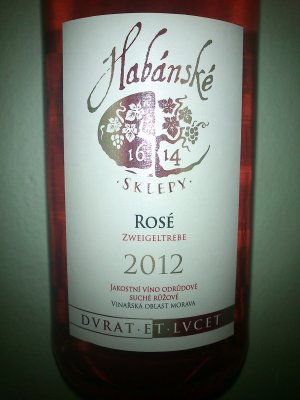 Habánské
16 14
·SKLEPY·
ROSÉ
ZWEIGELTREBE
2012
JAKOSTNÍ VÍNO ODRŮDOVÉ
SUCHÉ RŮŽOVÉ
VINAŘSKÁ OBLAST MORAVA
DVRAT·ET·LVCET